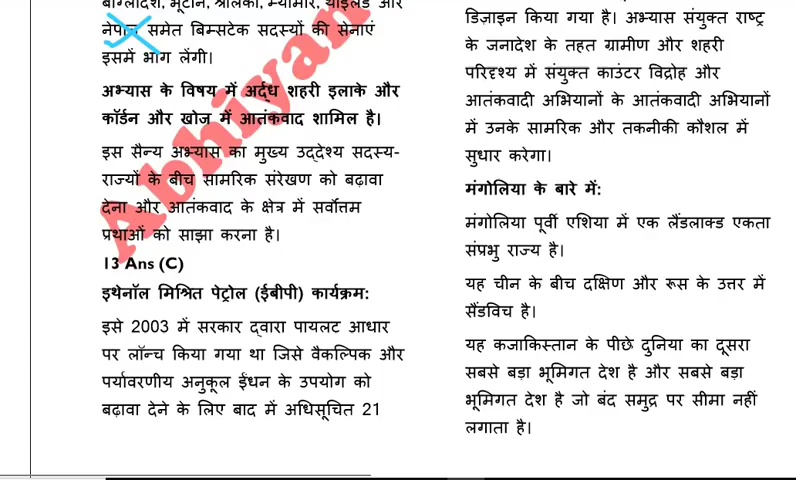 बांग्लादेश, भूटान, श्रीलंका, म्यांमार, थाईलैंड और
नेपाल समेत बिम्सटेक सदस्यों की सेनाएं
इसमें भाग लेंगी।
अभ्यास के विषय में अर्द्ध शहरी इलाके और
कॉर्डन और खोज में आतंकवाद शामिल है।
इस सैन्य अभ्यास का मुख्य उद्देश्य सदस्य-
राज्यों के बीच सामरिक संरेखण को बढ़ावा
देना और आतंकवाद के क्षेत्र में सर्वोत्तम
प्रथाओं को साझा करना है।
13 Ans (C)
इथेनॉल मिश्रित पेट्रोल (ईबीपी) कार्यक्रम:
इसे 2003 में सरकार द्वारा पायलट आधार
पर लॉन्च किया गया था जिसे वैकल्पिक और
पर्यावरणीय अनुकूल ईंधन के उपयोग को
बढ़ावा देने के लिए बाद में अधिसूचित 21
डिज़ाइन किया गया है। अभ्यास संयुक्त राष्ट्र
के जनादेश के तहत ग्रामीण और शहरी
परिदृश्य में संयुक्त काउंटर विद्रोह और
आतंकवादी अभियानों के आतंकवादी अभियानों
में उनके सामरिक और तकनीकी कौशल में
सुधार करेगा।
मंगोलिया के बारे में:
मंगोलिया पूर्वी एशिया में एक लैंडलाक्ड एकता
संप्रभु राज्य है।
यह चीन के बीच दक्षिण और रूस के उत्तर में
सैंडविच है।
यह कजाकिस्तान के पीछे दुनिया का दूसरा
सबसे बड़ा भूमिगत देश है और सबसे बड़ा
भूमिगत देश है जो बंद समुद्र पर सीमा नहीं
लगाता है।
Abhiyan